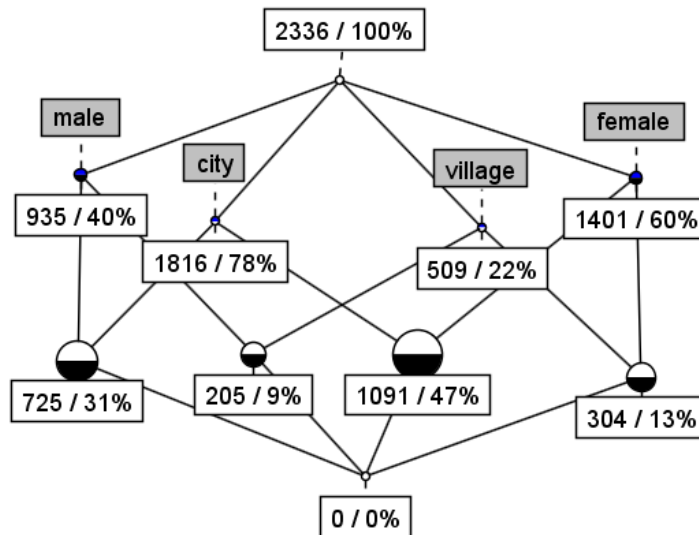 2336 / 100%
male
female
city
village
935 / 40%
1401 / 60%
1816 / 78%
509 / 22%
725 / 31%
205 / 9%
1091 / 47%
304 / 13%
0 / 0%